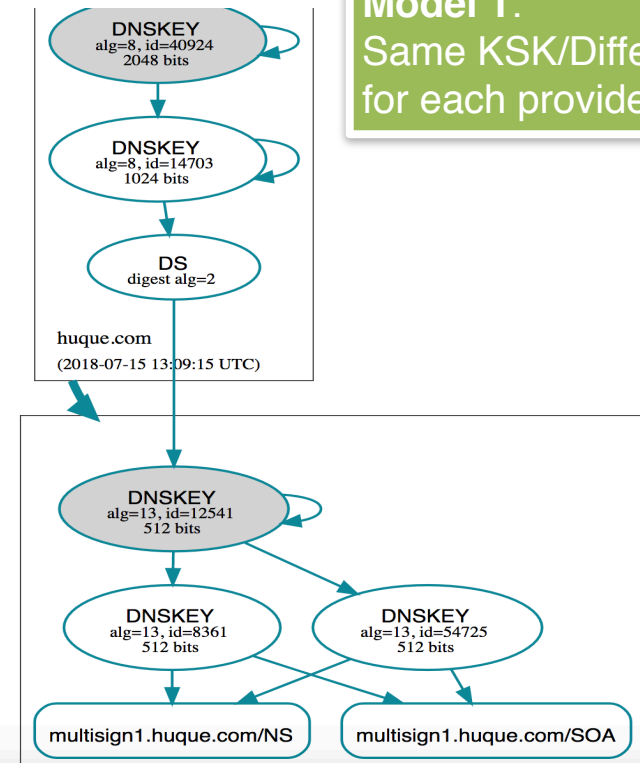 Model 1:
Same KSK/Diffe
for each provide
DNSKEY
alg=8, id=40924
2048 bits
DNSKEY
alg=8, id=14703
1024 bits
DS
digest alg=2
huque.com
(2018-07-15 13:09:15 UTC)
DNSKEY
alg=13, id=12541
512 bits
DNSKEY
alg=13, id=8361
512 bits
DNSKEY
alg=13, id=54725
512 bits
multisign1.huque.com/NS
multisign1.huque.com/SOA